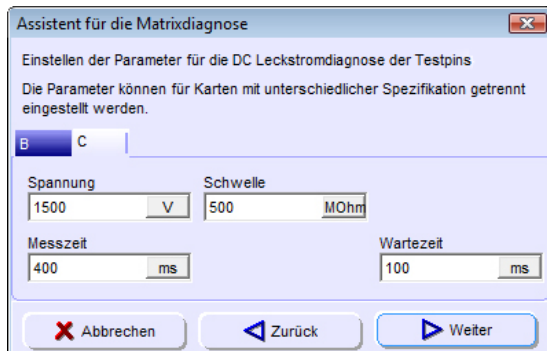 Assistent für die Matrixdiagnose
Einstellen der Parameter für die DC Leckstromdiagnose der Testpins
Die Parameter können für Karten mit unterschiedlicher Spezifikation getrennt
eingestellt werden.
B C
Spannung Schwelle
1500 V 500 MOhm
Messzeit Wartezeit
400 ms 100 ms
Abbrechen Zurück Weiter